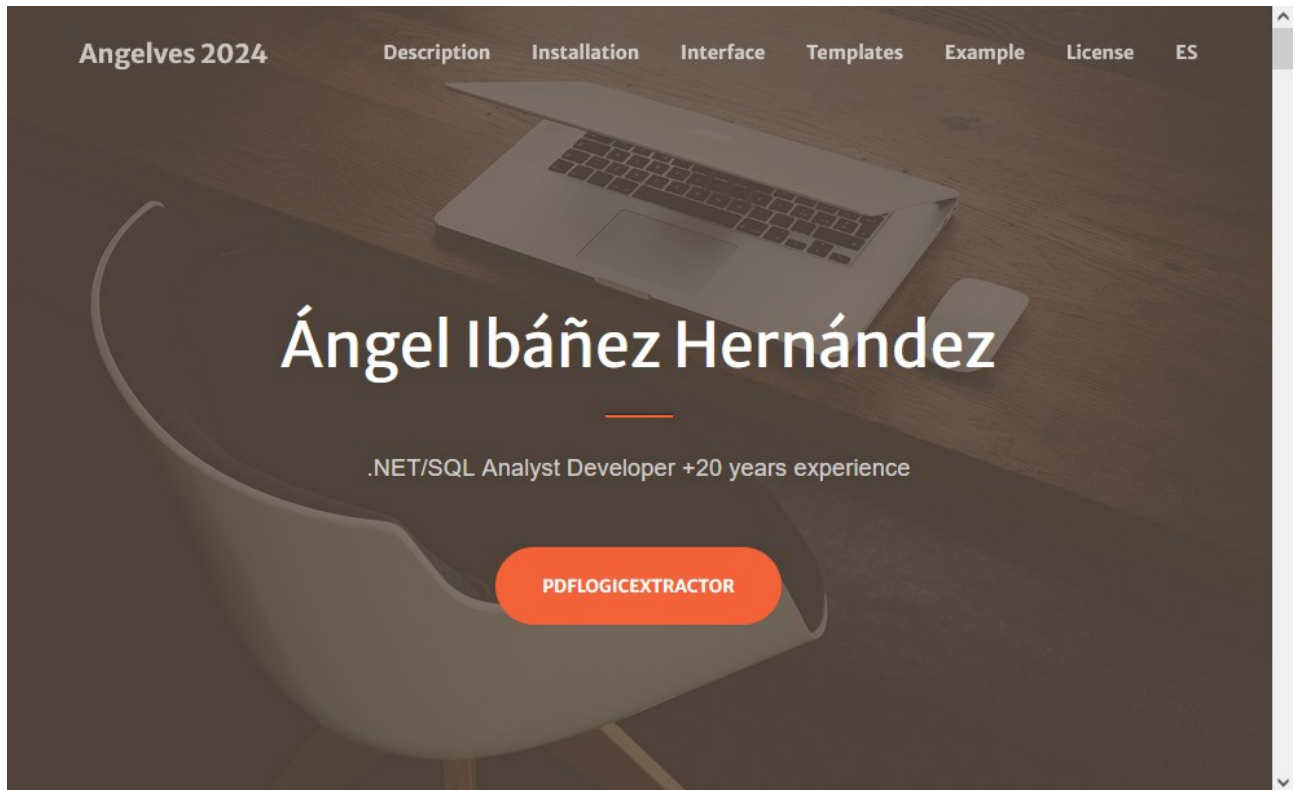 Angelves 2024 Description Installation Interface Templates Example License ES
Ángel Ibáñez Hernández
.NET/SQL Analyst Developer +20 years experience
PDFLOGICEXTRACTOR